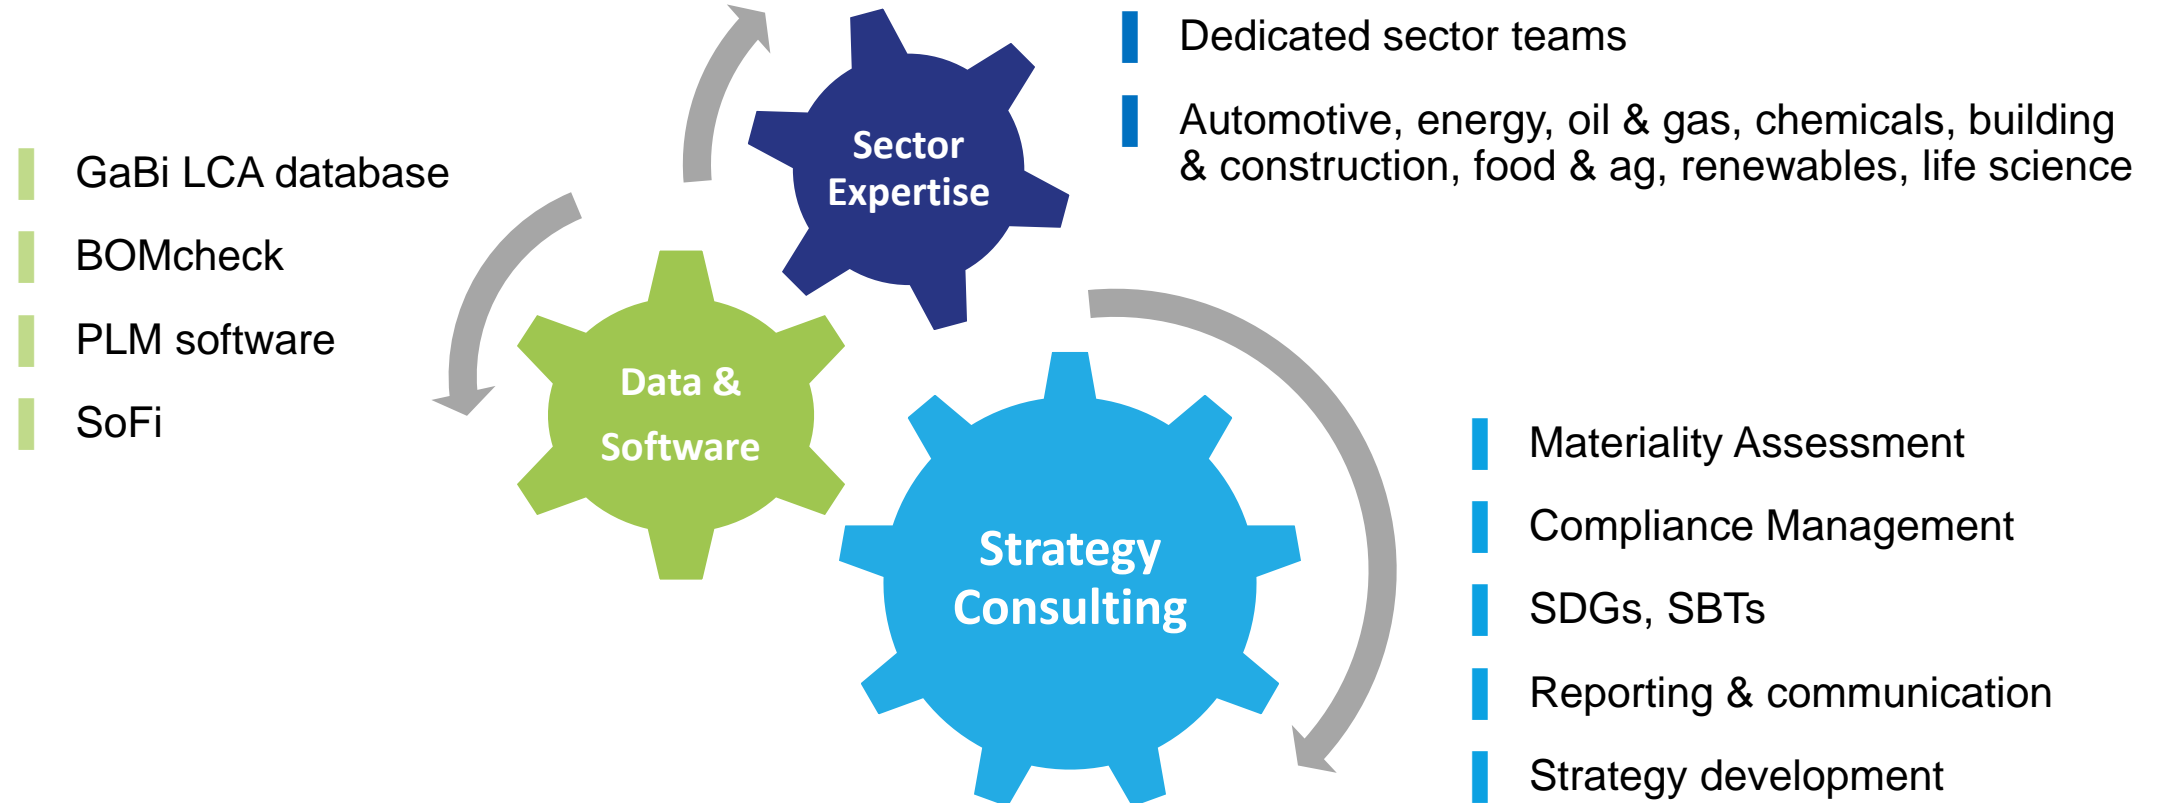 Dedicated sector teams
Automotive, energy, oil & gas, chemicals, building
& construction, food & ag, renewables, life science
Sector
Expertise
GaBi LCA database
BOMcheck
PLM software
SoFi
Data &
Software
Strategy
Consulting
Materiality Assessment
Compliance Management
SDGs, SBTs
Reporting & communication
Strategy development